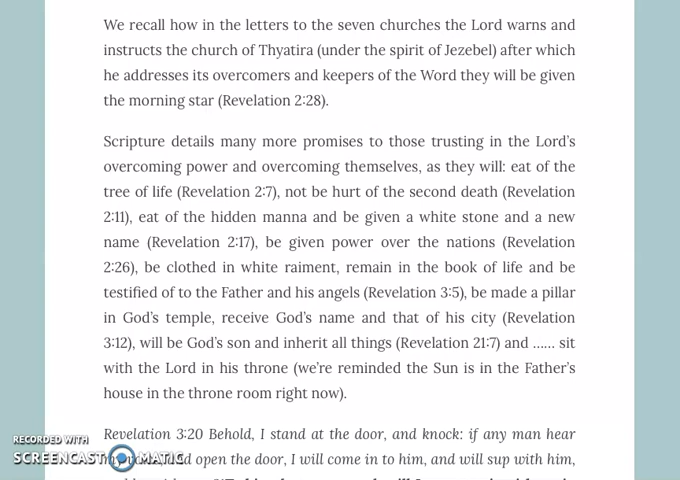 We recall how in the letters to the seven churches the Lord warns and
instructs the church of Thyatira (under the spirit of Jezebel) after which
he addresses its overcomers and keepers of the Word they will be given
the morning star (Revelation 2:28).
Scripture details many more promises to those trusting in the Lord's
overcoming power and overcoming themselves, as they will: eat of the
tree of life (Revelation 2:7), not be hurt of the second death (Revelation
2:11), eat of the hidden manna and be given a white stone and a new
name (Revelation 2:17), be given power over the nations (Revelation
2:26), be clothed in white raiment, remain in the book of life and be
testified of to the Father and his angels (Revelation 3:5), be made a pillar
in God's temple, receive God's name and that of his city (Revelation
3:12), will be God's son and inherit all things (Revelation 21:7) and ...... sit
with the Lord in his throne (we're reminded the Sun is in the Father's
house in the throne room right now).
Revelation 3:20 Behold, I stand at the door, and knock: if any man hear
open the door, I will come in to him, and will sup with him,
RECORDED WITH
SCREENCAST MATIC